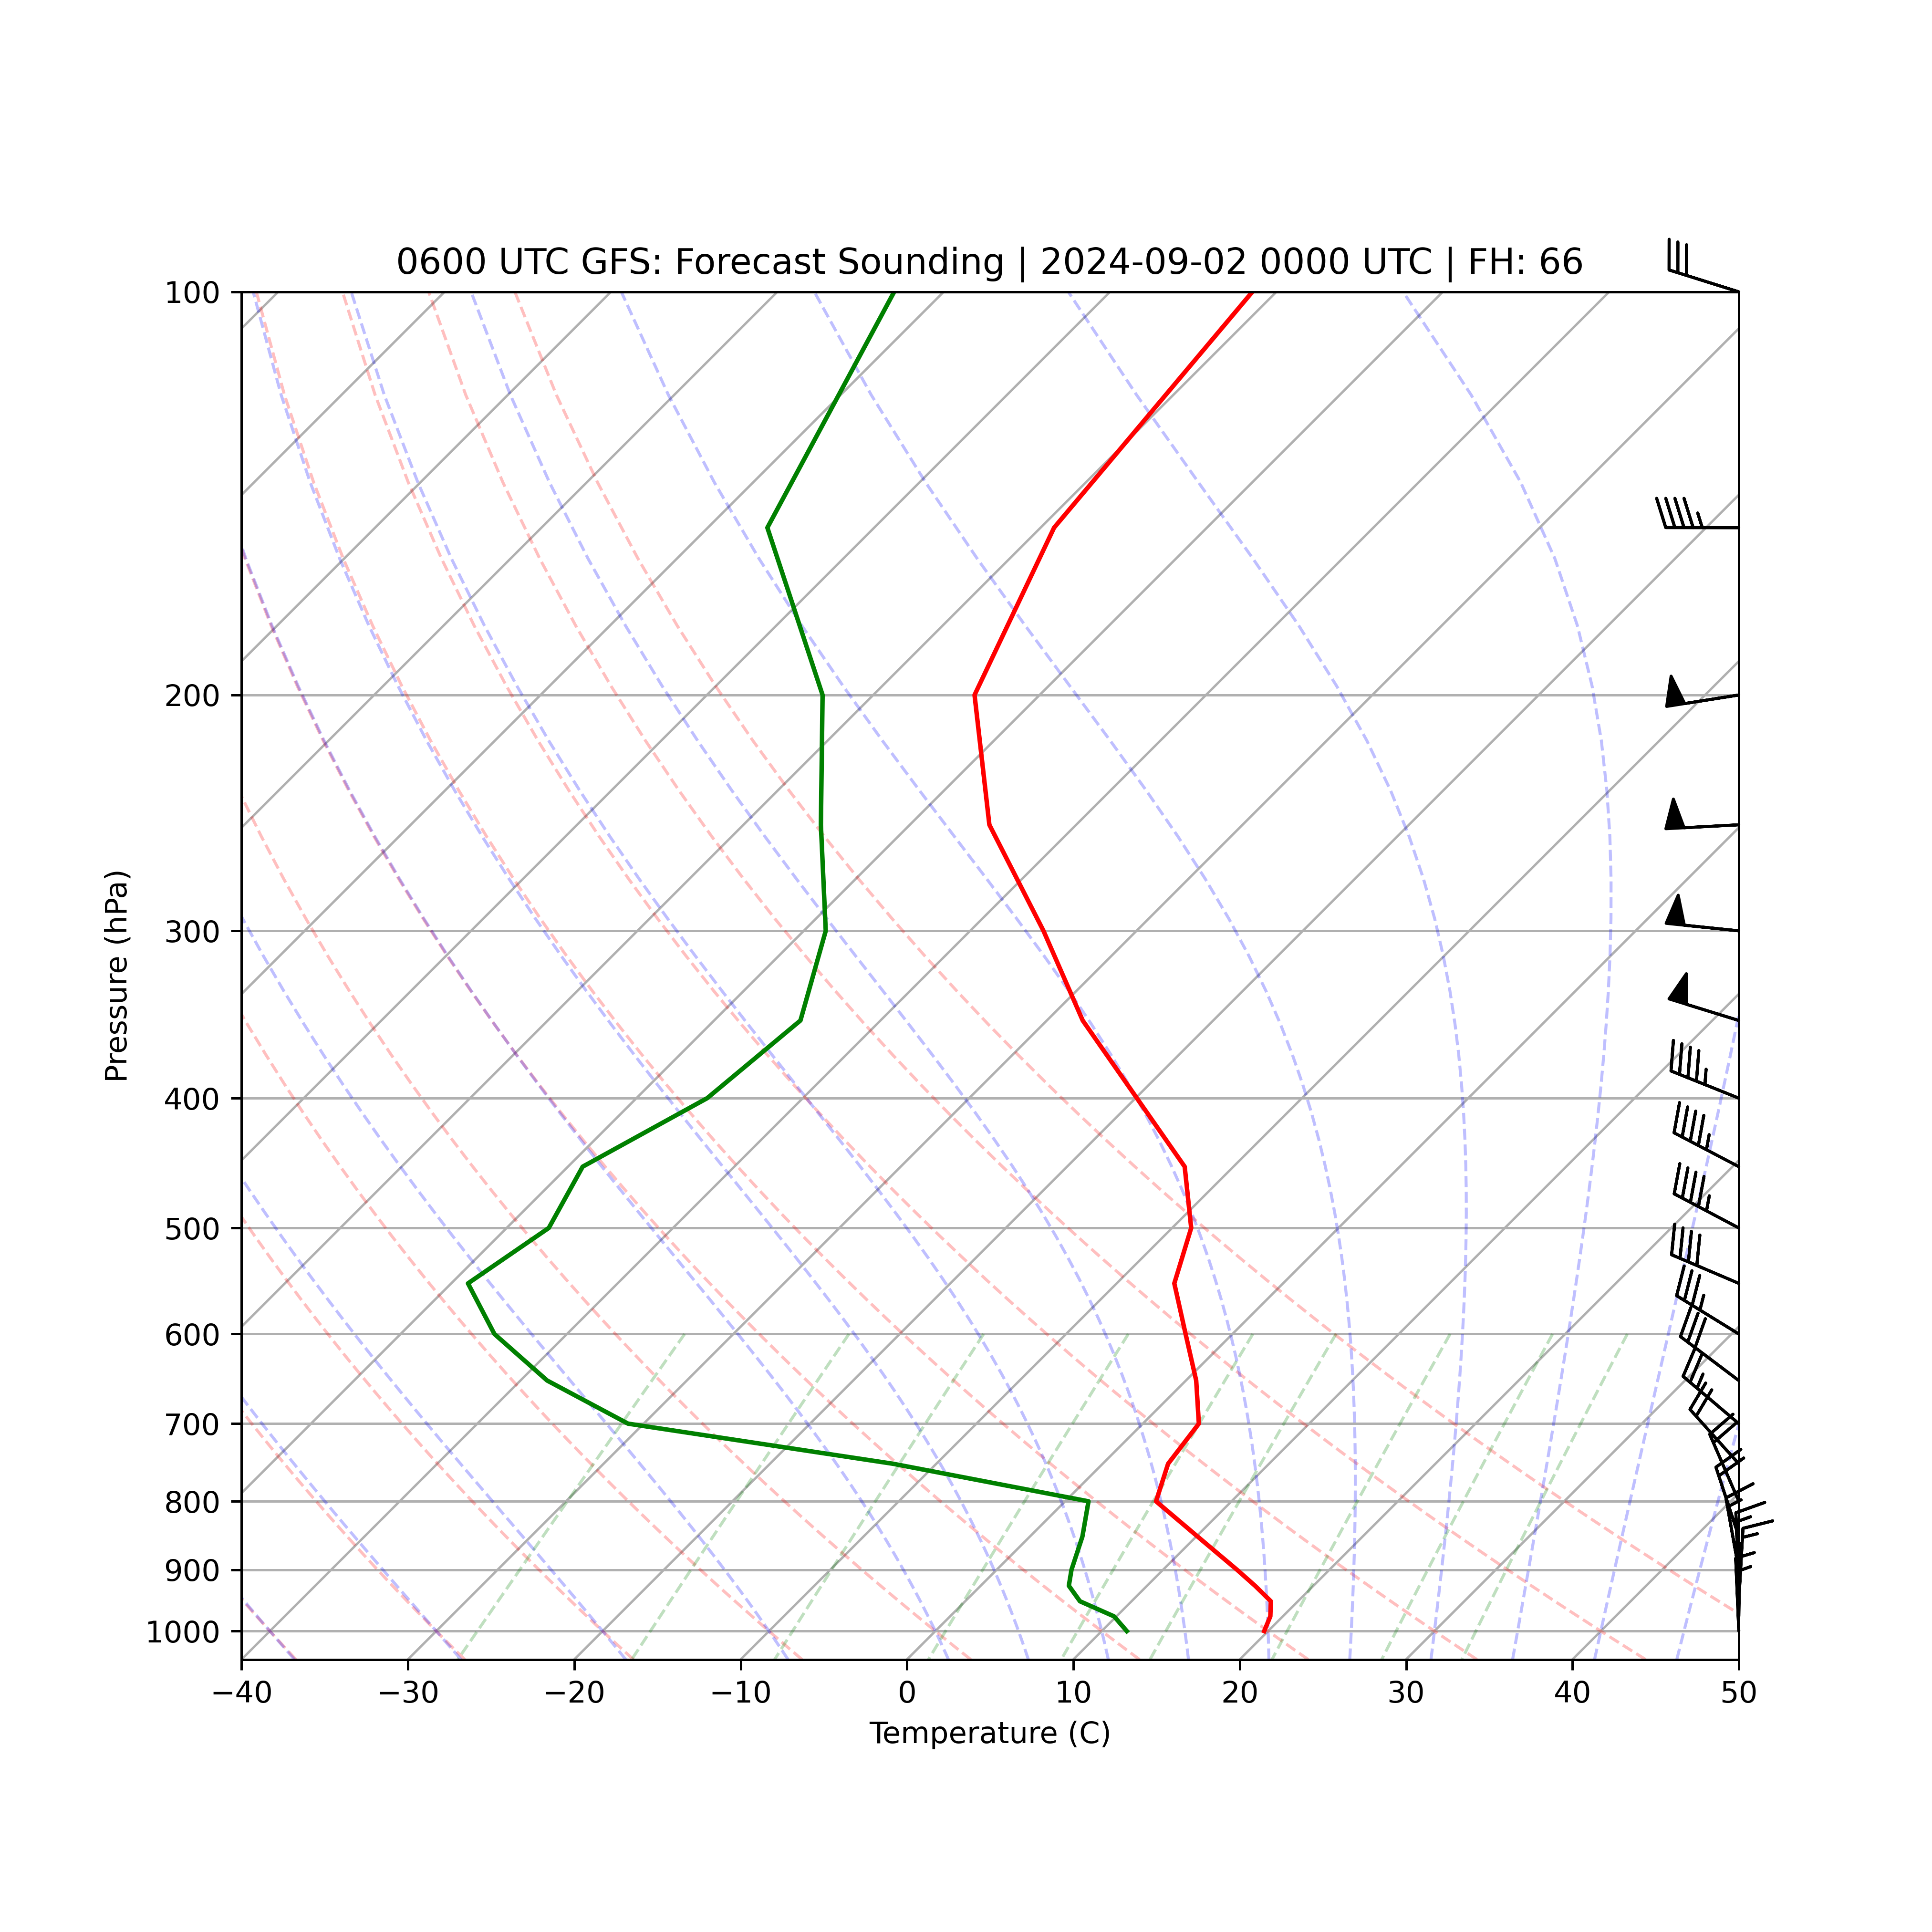 0600 UTC GFS: Forecast Sounding | 2024-09-02 0000 UTC | FH: 66
100
200
300
400
500
600
700
800
900
1000
Pressure (hPa)
−40 −30 −20 −10 0 10 20 30 40 50
Temperature (C)